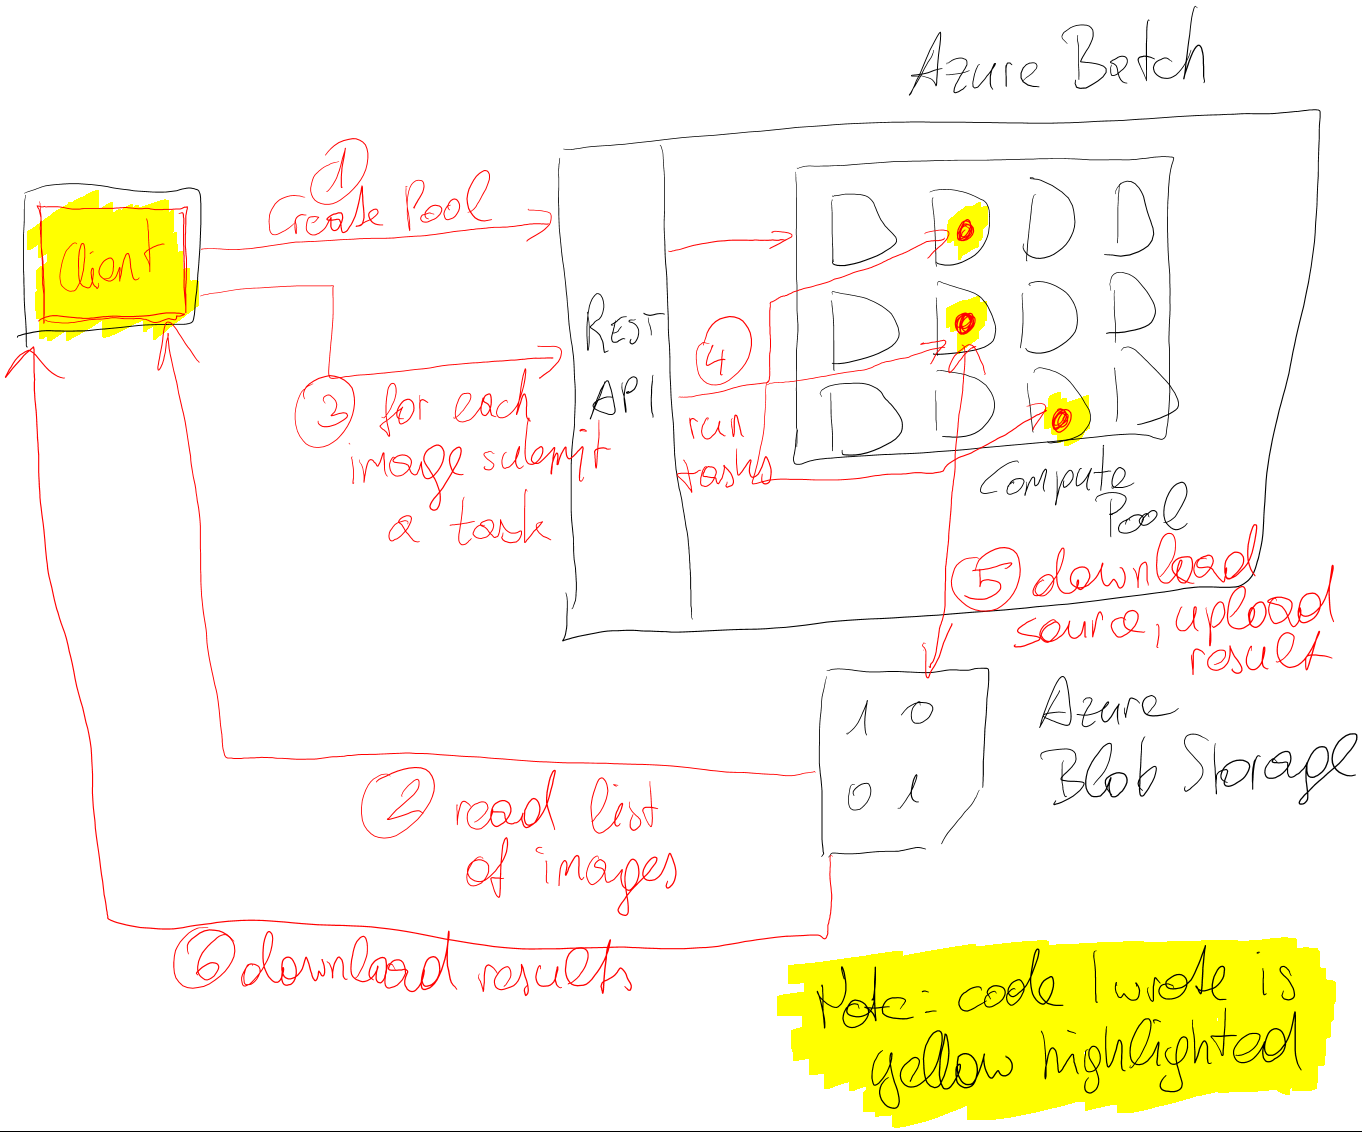 Azure Batch
1
Create Pool
Client
REST
API
3 for each
image submit
a task
4
run
tasks
D D D D
D D D D
D D D D
Compute
Pool
5 download
source, upload
result
1 0
0 1
Azure
Blob Storage
2 read list
of images
6 download results
Note: code I wrote is
yellow highlighted